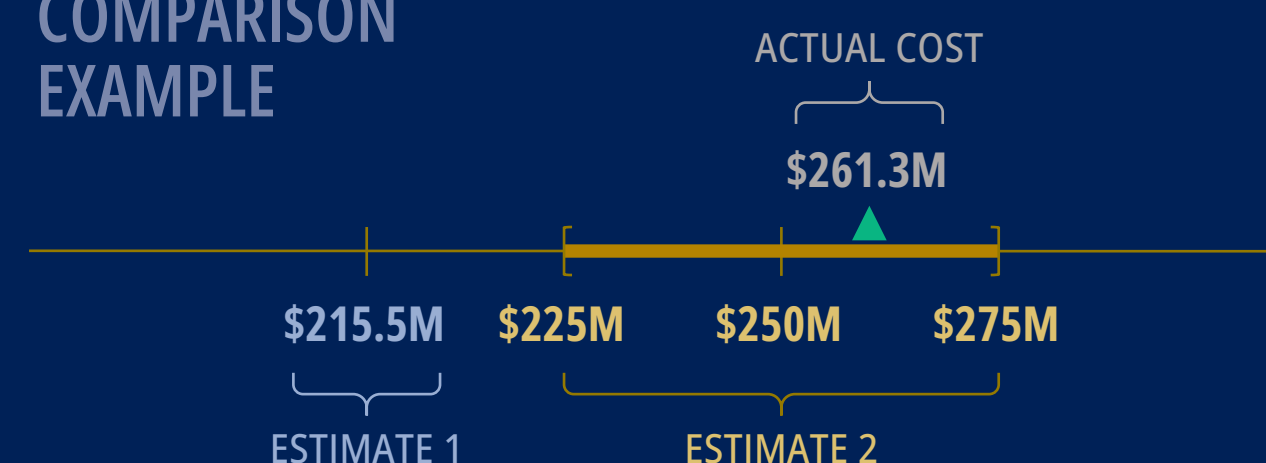 COMPARISON
EXAMPLE
ACTUAL COST
$261.3M
$215.5M $225M $250M $275M
ESTIMATE 1 ESTIMATE 2